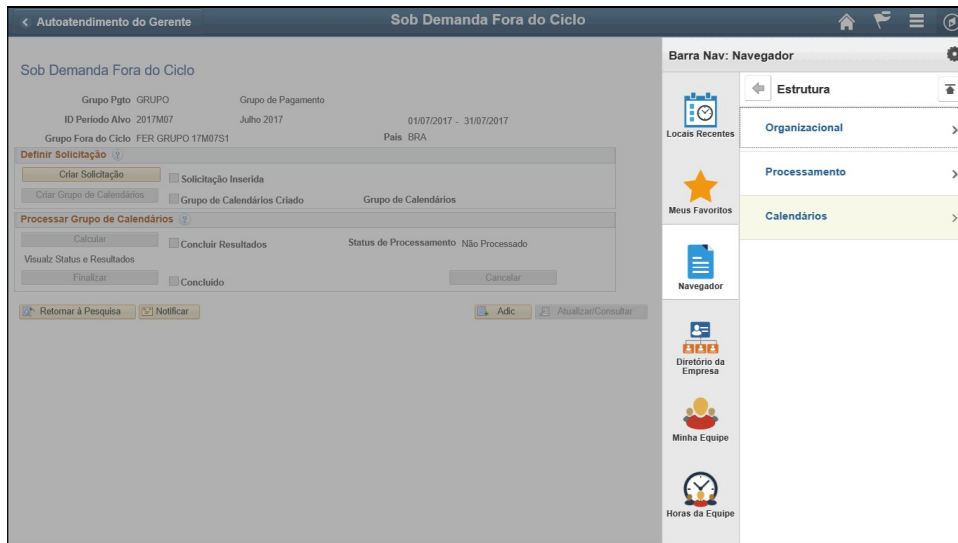 Autoatendimento do Gerente
Sob Demanda Fora do Ciclo
Sob Demanda Fora do Ciclo
Grupo Pgto GRUPO Grupo de Pagamento
ID Período Alvo 2017M07 Julho 2017 01/07/2017 - 31/07/2017
Grupo Fora do Ciclo FER GRUPO 17M07S1 País BRA
Definir Solicitação ?
Criar Solicitação Solicitação Inserida
Criar Grupo de Calendários Grupo de Calendários Criado Grupo de Calendários
Processar Grupo de Calendários ?
Calcular Concluir Resultados Status de Processamento Não Processado
Visualz Status e Resultados
Finalizar Concluído Cancelar
Retornar à Pesquisa Notificar Adic Atualizar/Consultar
Barra Nav: Navegador
Locais Recentes
Meus Favoritos
Navegador
Diretório da
Empresa
Minha Equipe
Horas da Equipe
Estrutura
Organizacional
Processamento
Calendários